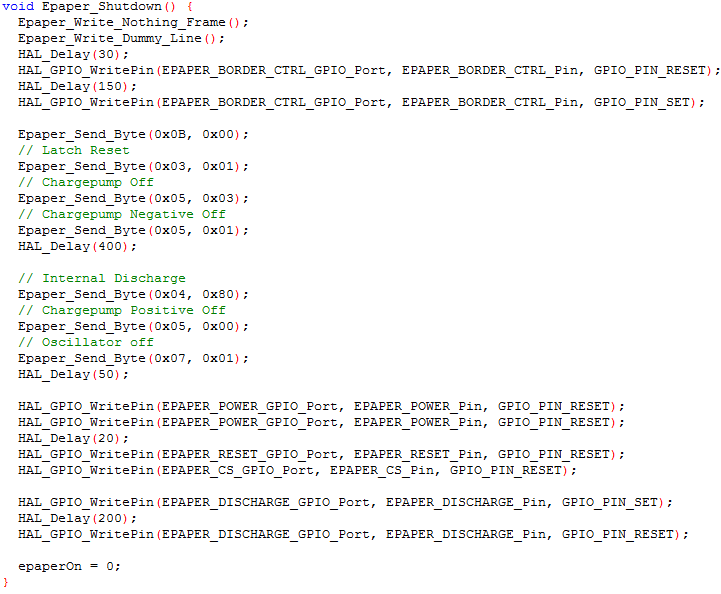 void Epaper_Shutdown() {
  Epaper_Write_Nothing_Frame();
  Epaper_Write_Dummy_Line();
  HAL_Delay(30);
  HAL_GPIO_WritePin(EPAPER_BORDER_CTRL_GPIO_Port, EPAPER_BORDER_CTRL_Pin, GPIO_PIN_RESET);
  HAL_Delay(150);
  HAL_GPIO_WritePin(EPAPER_BORDER_CTRL_GPIO_Port, EPAPER_BORDER_CTRL_Pin, GPIO_PIN_SET);

  Epaper_Send_Byte(0x0B, 0x00);
  // Latch Reset
  Epaper_Send_Byte(0x03, 0x01);
  // Chargepump Off
  Epaper_Send_Byte(0x05, 0x03);
  // Chargepump Negative Off
  Epaper_Send_Byte(0x05, 0x01);
  HAL_Delay(400);

  // Internal Discharge
  Epaper_Send_Byte(0x04, 0x80);
  // Chargepump Positive Off
  Epaper_Send_Byte(0x05, 0x00);
  // Oscillator off
  Epaper_Send_Byte(0x07, 0x01);
  HAL_Delay(50);

  HAL_GPIO_WritePin(EPAPER_POWER_GPIO_Port, EPAPER_POWER_Pin, GPIO_PIN_RESET);
  HAL_GPIO_WritePin(EPAPER_POWER_GPIO_Port, EPAPER_POWER_Pin, GPIO_PIN_RESET);
  HAL_Delay(20);
  HAL_GPIO_WritePin(EPAPER_RESET_GPIO_Port, EPAPER_RESET_Pin, GPIO_PIN_RESET);
  HAL_GPIO_WritePin(EPAPER_CS_GPIO_Port, EPAPER_CS_Pin, GPIO_PIN_RESET);

  HAL_GPIO_WritePin(EPAPER_DISCHARGE_GPIO_Port, EPAPER_DISCHARGE_Pin, GPIO_PIN_SET);
  HAL_Delay(200);
  HAL_GPIO_WritePin(EPAPER_DISCHARGE_GPIO_Port, EPAPER_DISCHARGE_Pin, GPIO_PIN_RESET);

  epaperOn = 0;
}